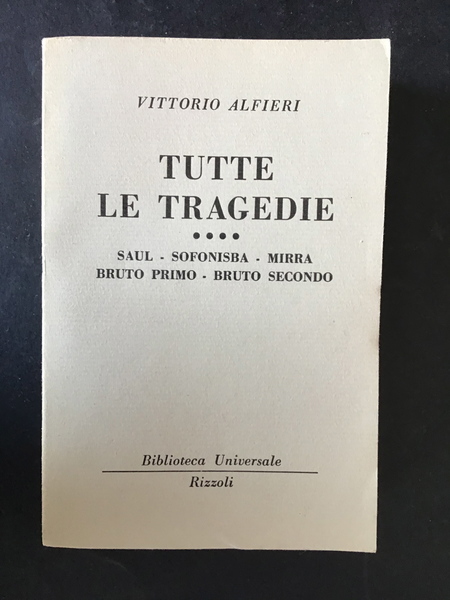 VITTORIO ALFIERI
TUTTE
LE TRAGEDIE
••••
SAUL - SOFONISBA - MIRRA
BRUTO PRIMO - BRUTO SECONDO
Biblioteca Universale
Rizzoli